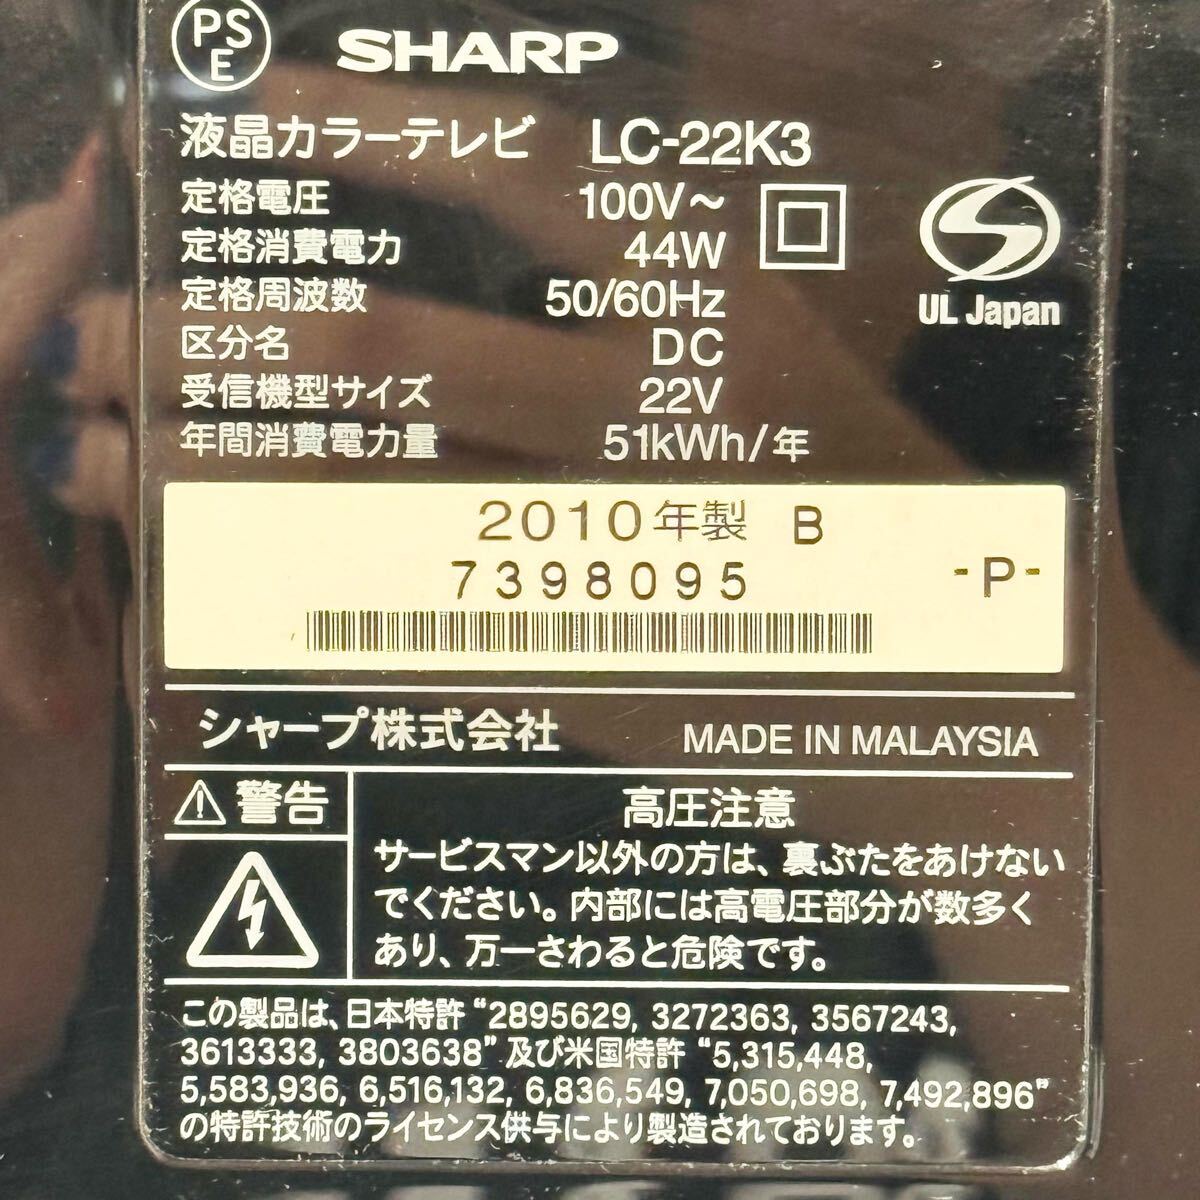 PS
E
SHARP
液晶カラーテレビ LC-22K3
定格電圧 100V～
定格消費電力 44W
定格周波数 50/60Hz
区分名 DC
受信機型サイズ 22V
年間消費電力量 51kWh/年
UL Japan
2010年製 B
7398095 -P-
シャープ株式会社 MADE IN MALAYSIA
警告
高圧注意
サービスマン以外の方は、裏ぶたをあけない
でください。内部には高電圧部分が数多く
あり、万一さわると危険です。
この製品は、日本特許“2895629, 3272363, 3567243,
3613333, 3803638”及び米国特許“5,315,448,
5,583,936, 6,516,132, 6,836,549, 7,050,698, 7,492,896”
の特許技術のライセンス供与により製造されております。